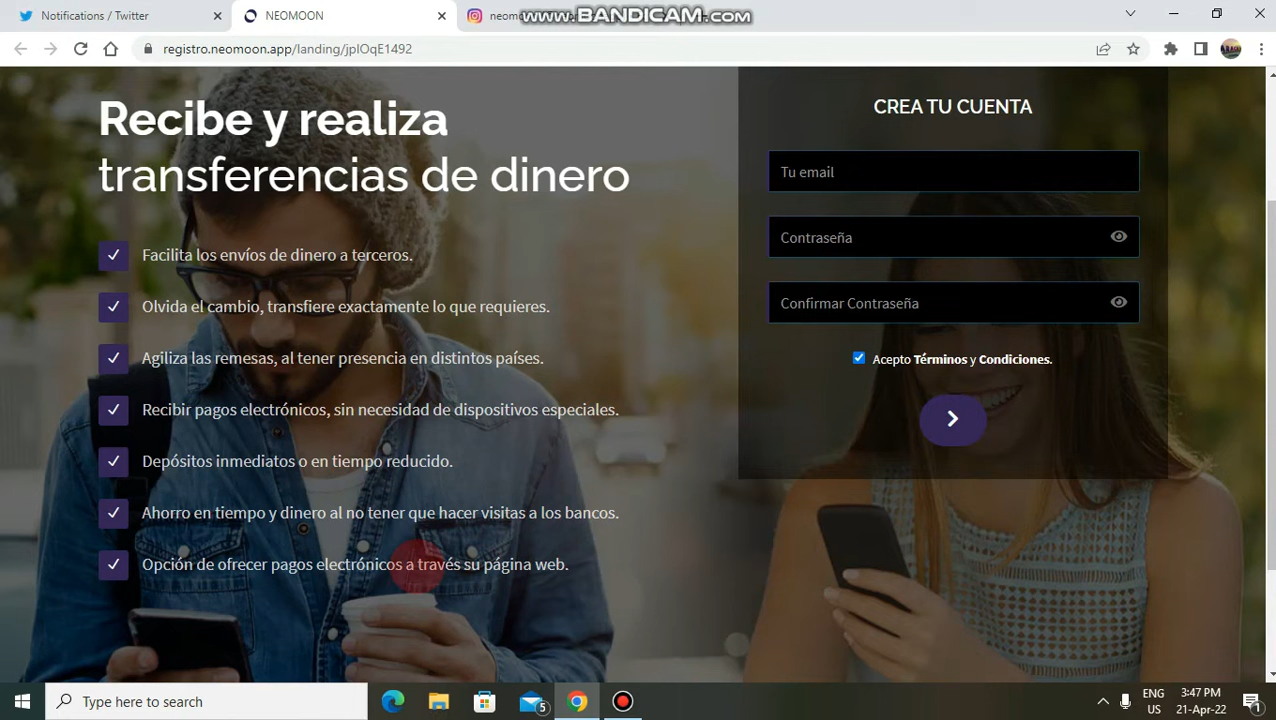 Notifications / Twitter
NEOMOON
neom
www.BANDICAM.com
registro.neomoon.app/landing/jpIOqE1492
Recibe y realiza
transferencias de dinero
Facilita los envíos de dinero a terceros.
Olvida el cambio, transfiere exactamente lo que requieres.
Agiliza las remesas, al tener presencia en distintos países.
Recibir pagos electrónicos, sin necesidad de dispositivos especiales.
Depósitos inmediatos o en tiempo reducido.
Ahorro en tiempo y dinero al no tener que hacer visitas a los bancos.
Opción de ofrecer pagos electrónicos a través su página web.
CREA TU CUENTA
Tu email
Contraseña
Confirmar Contraseña
Acepto Términos y Condiciones.
Type here to search
5
ENG
US
3:47 PM
21-Apr-22
1